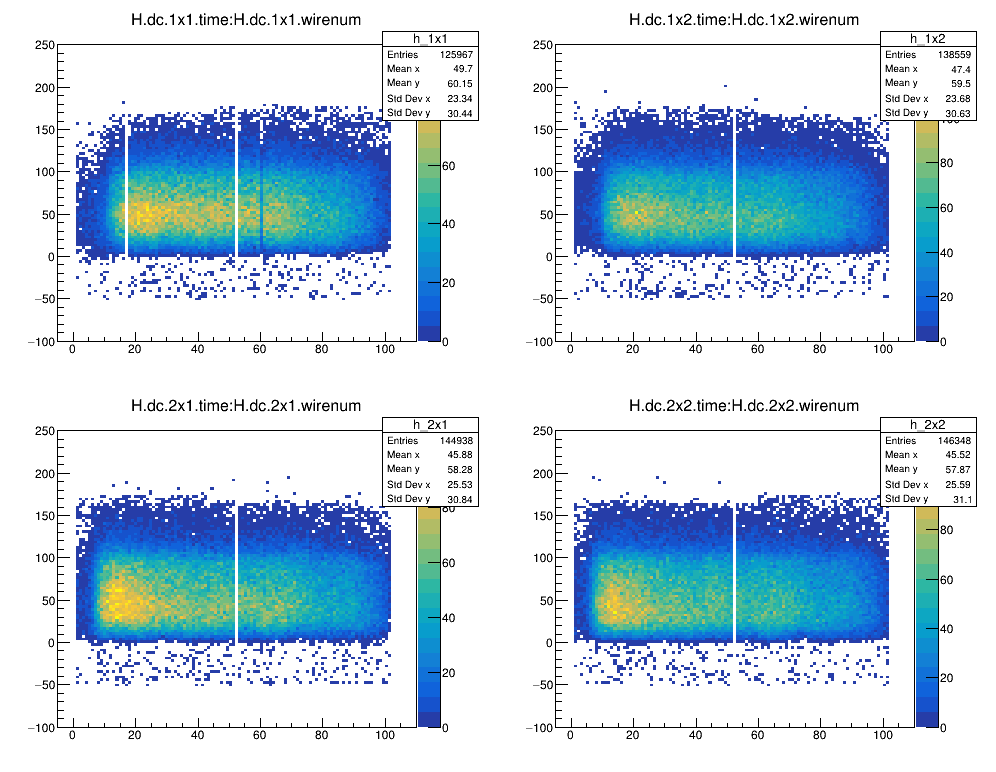 H.dc.1x1.time:H.dc.1x1.wirenum
h_1x1
Entries 125967
Mean x 49.7
Mean y 60.15
Std Dev x 23.34
Std Dev y 30.44
250
200
150
100
50
0
−50
−100
0 20 40 60 80 100
60
40
20
0
H.dc.1x2.time:H.dc.1x2.wirenum
h_1x2
Entries 138559
Mean x 47.4
Mean y 59.5
Std Dev x 23.68
Std Dev y 30.63
250
200
150
100
50
0
−50
−100
0 20 40 60 80 100
80
60
40
20
0
H.dc.2x1.time:H.dc.2x1.wirenum
h_2x1
Entries 144938
Mean x 45.88
Mean y 58.28
Std Dev x 25.53
Std Dev y 30.84
250
200
150
100
50
0
−50
−100
0 20 40 60 80 100
80
60
40
20
0
H.dc.2x2.time:H.dc.2x2.wirenum
h_2x2
Entries 146348
Mean x 45.52
Mean y 57.87
Std Dev x 25.59
Std Dev y 31.1
250
200
150
100
50
0
−50
−100
0 20 40 60 80 100
80
60
40
20
0